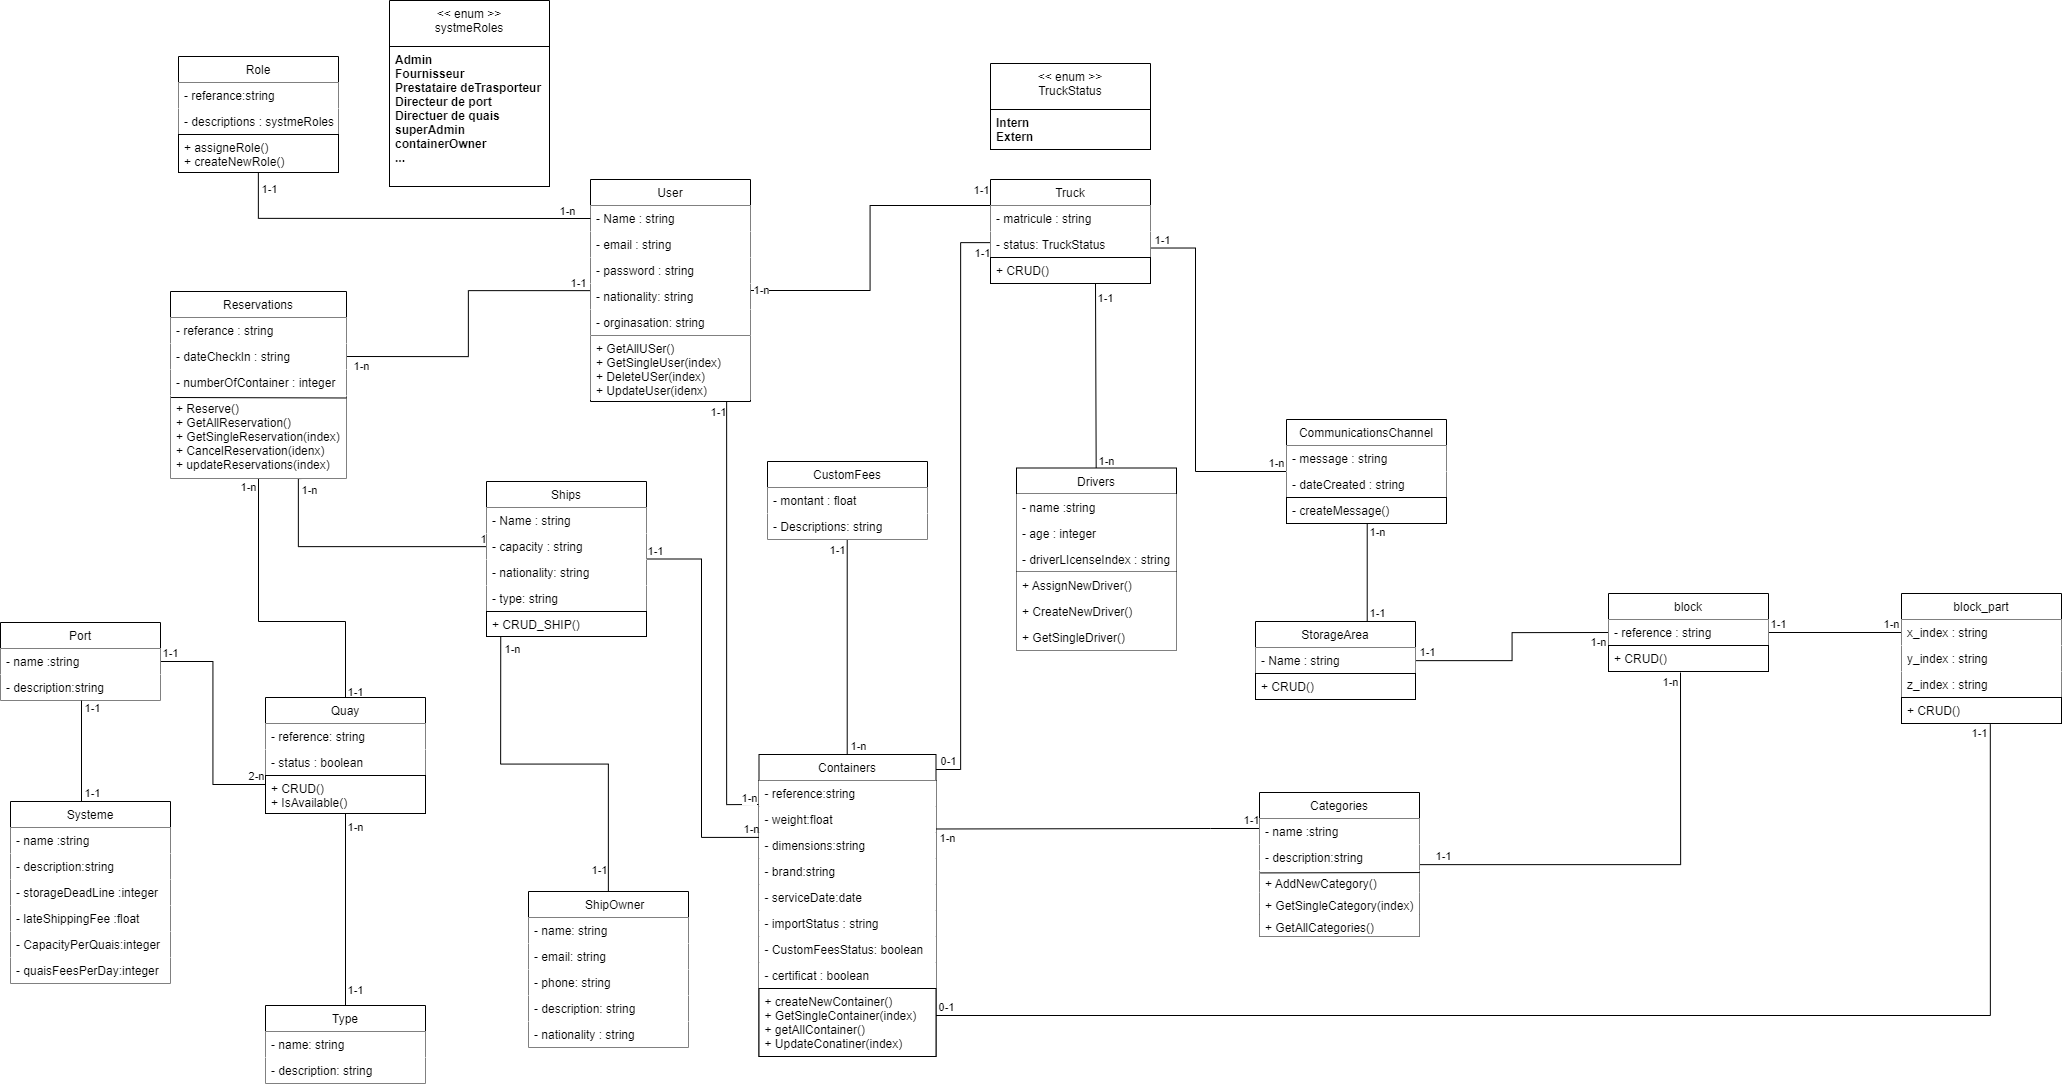 << enum >>
systmeRoles
Admin
Fournisseur
Prestataire deTrasporteur
Directeur de port
Directuer de quais
superAdmin
containerOwner
...
Role
- referance:string
- descriptions : systmeRoles
+ assigneRole()
+ createNewRole()
1-1
<< enum >>
TruckStatus
Intern
Extern
User
- Name : string
- email : string
- password : string
- nationality: string
- orginasation: string
+ GetAllUSer()
+ GetSingleUser(index)
+ DeleteUSer(index)
+ UpdateUser(idenx)
1-n
1-1
1-n
1-1
Truck
- matricule : string
- status: TruckStatus
+ CRUD()
1-1
1-1
1-1
1-1
Reservations
- referance : string
- dateCheckIn : string
- numberOfContainer : integer
+ Reserve()
+ GetAllReservation()
+ GetSingleReservation(index)
+ CancelReservation(idenx)
+ updateReservations(index)
1-n
1-n
1-n
CommunicationsChannel
- message : string
- dateCreated : string
- createMessage()
1-n
1-n
CustomFees
- montant : float
- Descriptions: string
1-1
Drivers
- name :string
- age : integer
- driverLIcenseIndex : string
+ AssignNewDriver()
+ CreateNewDriver()
+ GetSingleDriver()
1-n
Ships
- Name : string
- capacity : string
- nationality: string
- type: string
+ CRUD_SHIP()
1
1-1
1-n
StorageArea
- Name : string
+ CRUD()
1-1
1-1
block
- reference : string
+ CRUD()
1-n
1-1
1-n
block_part
x_index : string
y_index : string
z_index : string
+ CRUD()
1-n
1-1
Port
- name :string
- description:string
1-1
1-1
Quay
- reference: string
- status : boolean
+ CRUD()
+ IsAvailable()
1-1
2-n
1-n
Systeme
- name :string
- description:string
- storageDeadLine :integer
- lateShippingFee :float
- CapacityPerQuais:integer
- quaisFeesPerDay:integer
1-1
Containers
- reference:string
- weight:float
- dimensions:string
- brand:string
- serviceDate:date
- importStatus : string
- CustomFeesStatus: boolean
- certificat : boolean
+ createNewContainer()
+ GetSingleContainer(index)
+ getAllContainer()
+ UpdateConatiner(index)
1-n
0-1
1-n
1-n
1-n
0-1
Categories
- name :string
- description:string
+ AddNewCategory()
+ GetSingleCategory(index)
+ GetAllCategories()
1-1
1-1
ShipOwner
- name: string
- email: string
- phone: string
- description: string
- nationality : string
1-1
Type
- name: string
- description: string
1-1